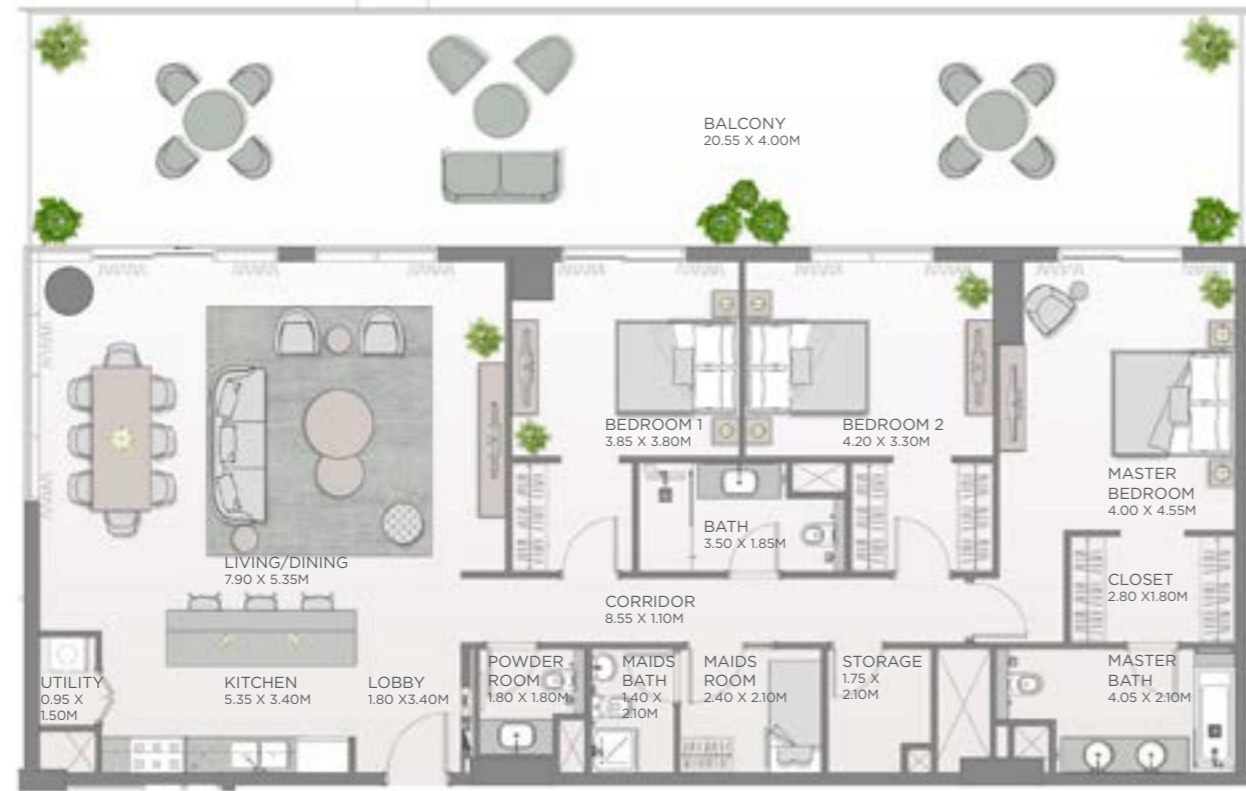 BALCONY
20.55 X 4.00M
BEDROOM 1
3.85 X 3.80M
BEDROOM 2
4.20 X 3.30M
MASTER
BEDROOM
4.00 X 4.55M
BATH
3.50 X 1.85M
LIVING/DINING
7.90 X 5.35M
CLOSET
2.80 X1.80M
CORRIDOR
8.55 X 1.10M
UTILITY
0.95 X
1.50M
KITCHEN
5.35 X 3.40M
LOBBY
1.80 X3.40M
POWDER
ROOM
1.80 X 1.80M
MAIDS
BATH
1.40 X
2.10M
MAIDS
ROOM
2.40 X 2.10M
STORAGE
1.75 X
2.10M
MASTER
BATH
4.05 X 2.10M